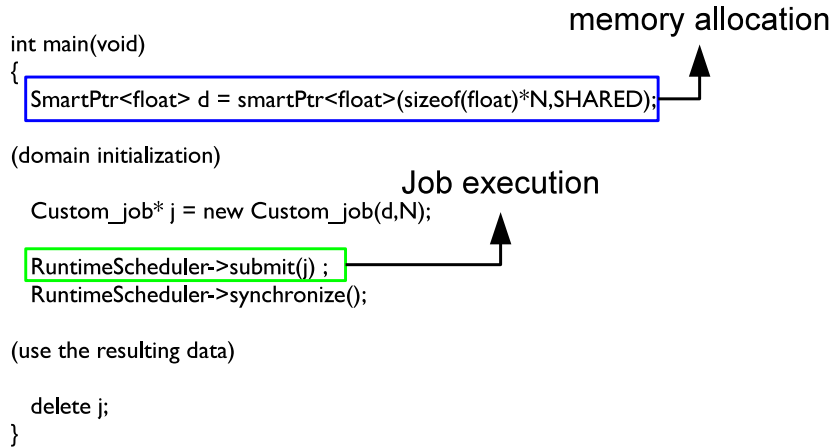 memory allocation
int main(void)
{
SmartPtr<float> d = smartPtr<float>(sizeof(float)*N,SHARED);
(domain initialization)
Job execution
Custom_job* j = new Custom_job(d,N);
RuntimeScheduler->submit(j) ;
RuntimeScheduler->synchronize();
(use the resulting data)
delete j;
}